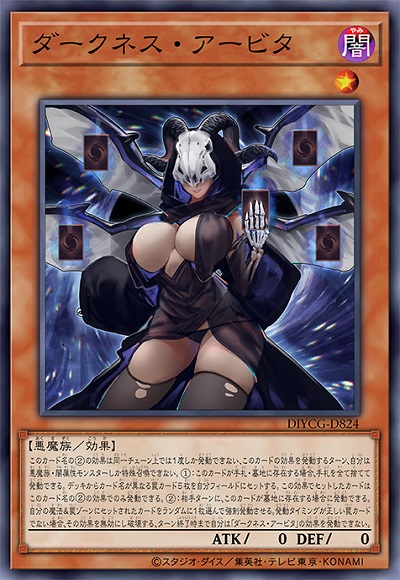 ダークネス・アービタ
やみ
闇
DIYCG-D824
あくまぞく こうか
【悪魔族／効果】
このカード名の②の効果は同一チェーン上では1度しか発動できない。このカードの効果を発動するターン、自分は
悪魔族・闇属性モンスターしか特殊召喚できない。①：このカードが手札・墓地に存在する場合、手札を全て捨てて
発動できる。デッキからカード名が異なる罠カード5枚を自分フィールドにセットする。この効果でセットしたカードは
このカード名の②の効果でのみ発動できる。②：相手ターンに、このカードが墓地に存在する場合に発動できる。
自分の魔法&罠ゾーンにセットされたカードをランダムに1枚選んで強制発動させる。発動タイミングが正しい罠カード
でない場合、その効果を無効にし破壊する。ターン終了時まで自分は「ダークネス・アービタ」の効果を発動できない。
ATK/ 0 DEF/ 0
©スタジオ・ダイス／集英社・テレビ東京・KONAMI